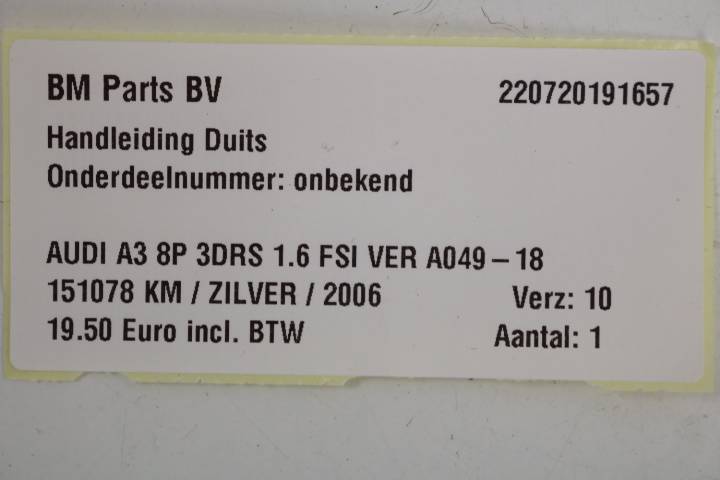 BM Parts BV 220720191657
Handleiding Duits
Onderdeelnummer: onbekend
AUDI A3 8P 3DRS 1.6 FSI VER A049-18
151078 KM / ZILVER / 2006 Verz: 10
19.50 Euro incl. BTW Aantal: 1